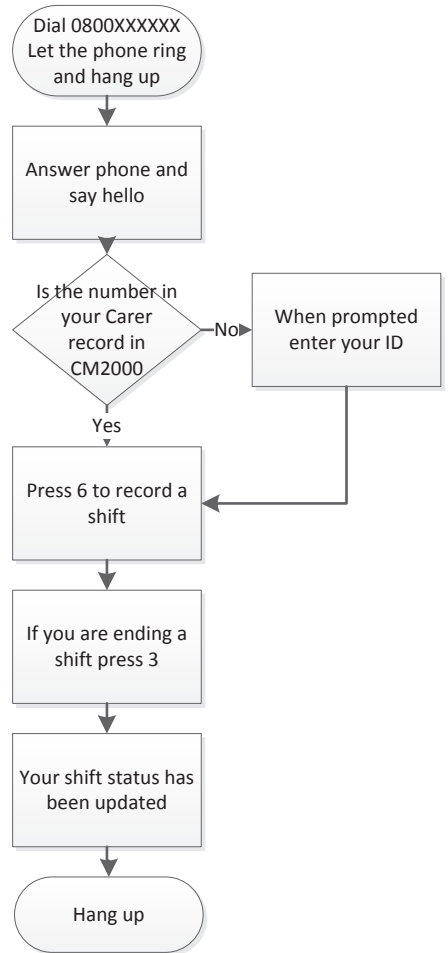 Dial 0800XXXXXX
Let the phone ring
and hang up
Answer phone and
say hello
Is the number in
your Carer
record in
CM2000
No
When prompted
enter your ID
Yes
Press 6 to record a
shift
If you are ending a
shift press 3
Your shift status has
been updated
Hang up